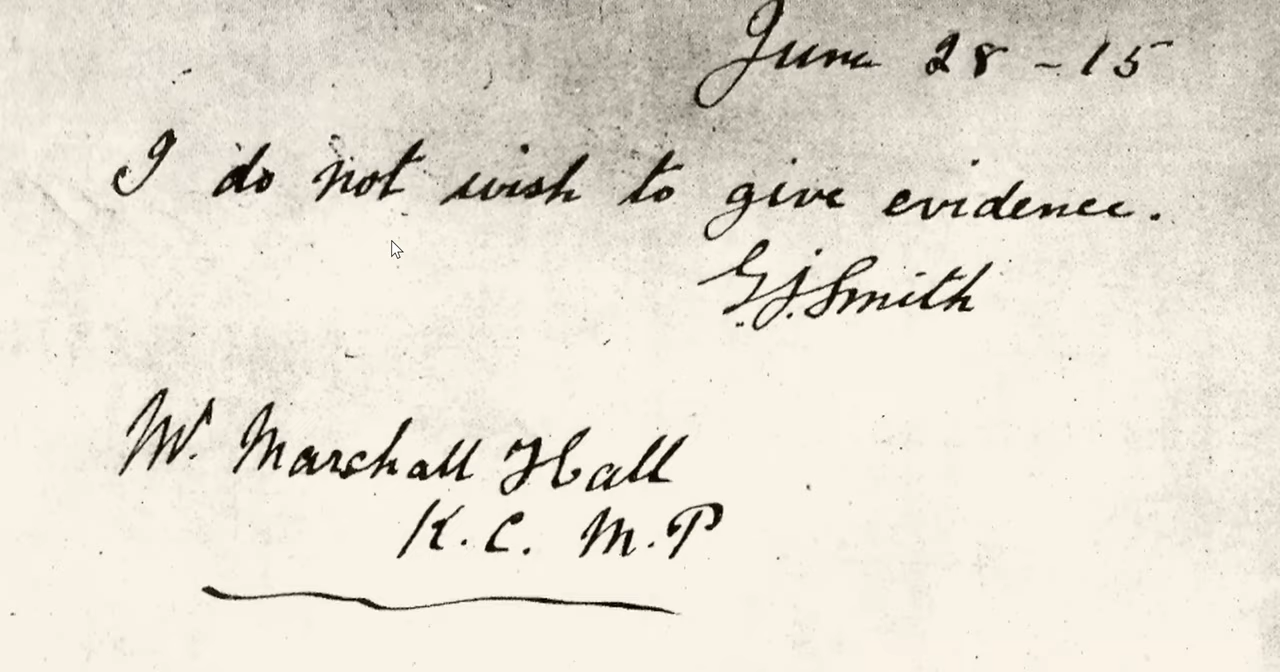 June 28 - 15
I do not wish to give evidence.
G.J.Smith
Mr. Marshall Hall
K.C. M.P